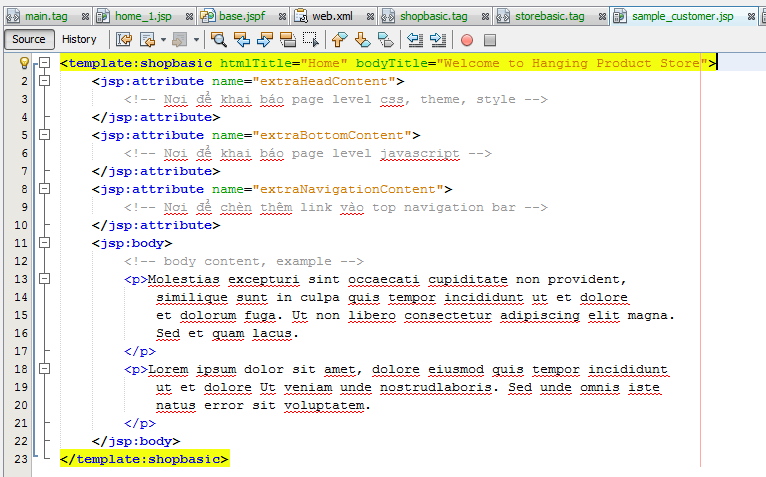 main.tag home_1.jsp base.jspf web.xml shopbasic.tag storebasic.tag sample_customer.jsp
Source History
<template:shopbasic htmlTitle="Home" bodyTitle="Welcome to Hanging Product Store">
2 <jsp:attribute name="extraHeadContent">
3 <!-- Nơi để khai báo page level css, theme, style -->
4 </jsp:attribute>
5 <jsp:attribute name="extraBottomContent">
6 <!-- Nơi để khai báo page level javascript -->
7 </jsp:attribute>
8 <jsp:attribute name="extraNavigationContent">
9 <!-- Nơi để chèn thêm link vào top navigation bar -->
10 </jsp:attribute>
11 <jsp:body>
12 <!-- body content, example -->
13 <p>Molestias excepturi sint occaecati cupiditate non provident,
14 similique sunt in culpa quis tempor incididunt ut et dolore
15 et dolorum fuga. Ut non libero consectetur adipiscing elit magna.
16 Sed et quam lacus.
17 </p>
18 <p>Lorem ipsum dolor sit amet, dolore eiusmod quis tempor incididunt
19 ut et dolore Ut veniam unde nostrudlaboris. Sed unde omnis iste
20 natus error sit voluptatem.
21 </p>
22 </jsp:body>
23 </template:shopbasic>